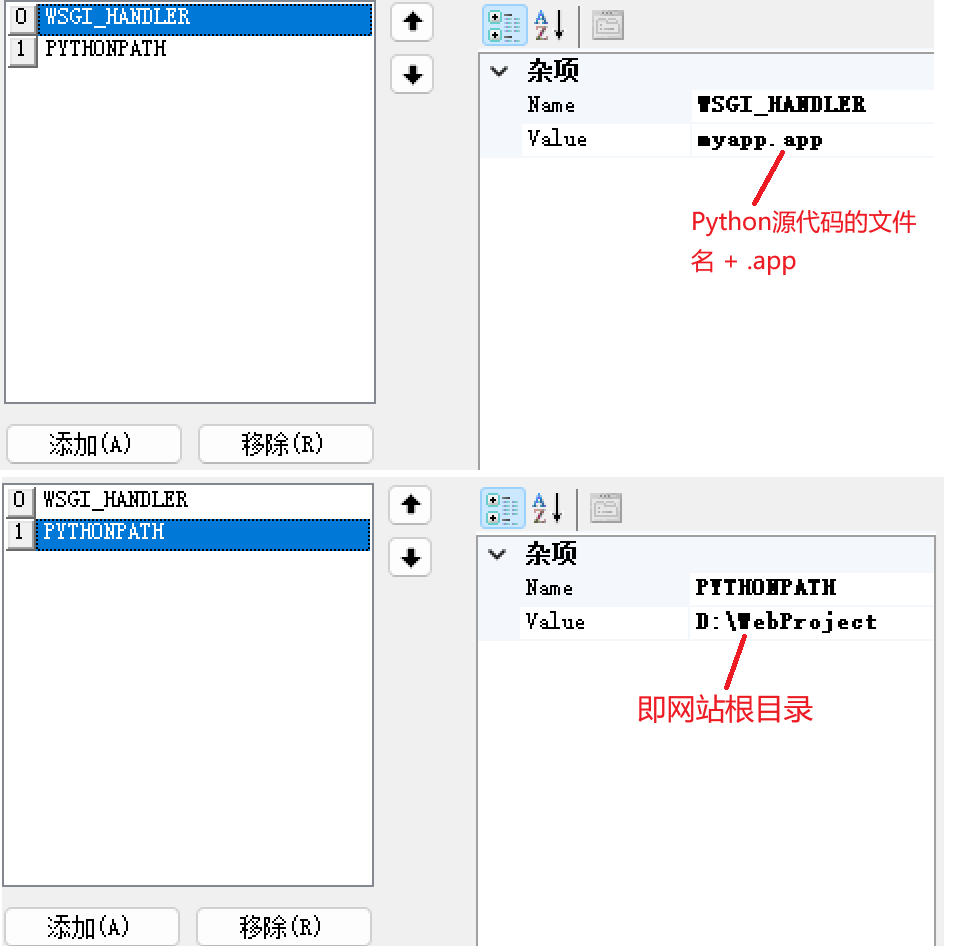 0 WSGI_HANDLER
1 PYTHONPATH
添加(A) 移除(R)
杂项
Name WSGI_HANDLER
Value myapp.app
Python源代码的文件
名 + .app
0 WSGI_HANDLER
1 PYTHONPATH
添加(A) 移除(R)
杂项
Name PYTHONPATH
Value D:\WebProject
即网站根目录